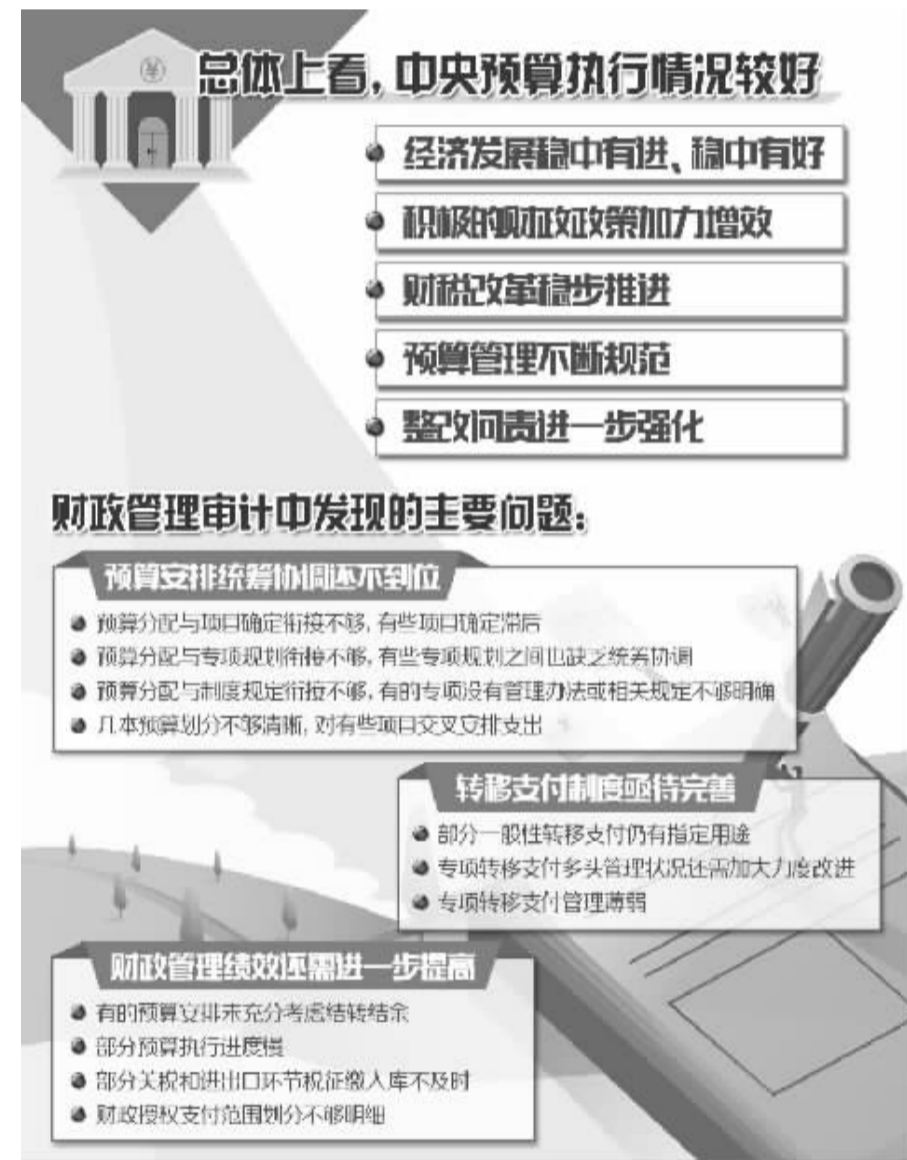 ¥
总体上看,中央预算执行情况较好
经济发展稳中有进、稳中有好
积极的财政政策加力增效
财税改革稳步推进
预算管理不断规范
整改问责进一步强化
财政管理审计中发现的主要问题:
预算安排统筹协调还不到位
预算分配与项目确定衔接不够,有些项目确定滞后
预算分配与专项规划衔接不够,有些专项规划之间也缺乏统筹协调
预算分配与制度规定衔接不够,有的专项没有管理办法或相关规定不够明确
几本预算划分不够清晰,对有些项目交叉安排支出
转移支付制度亟待完善
部分一般性转移支付仍有指定用途
专项转移支付多头管理状况还需加大力度改进
专项转移支付管理薄弱
财政管理绩效还需进一步提高
有的预算安排未充分考虑结转结余
部分预算执行进度慢
部分关税和进出口环节税征缴入库不及时
财政授权支付范围划分不够明细